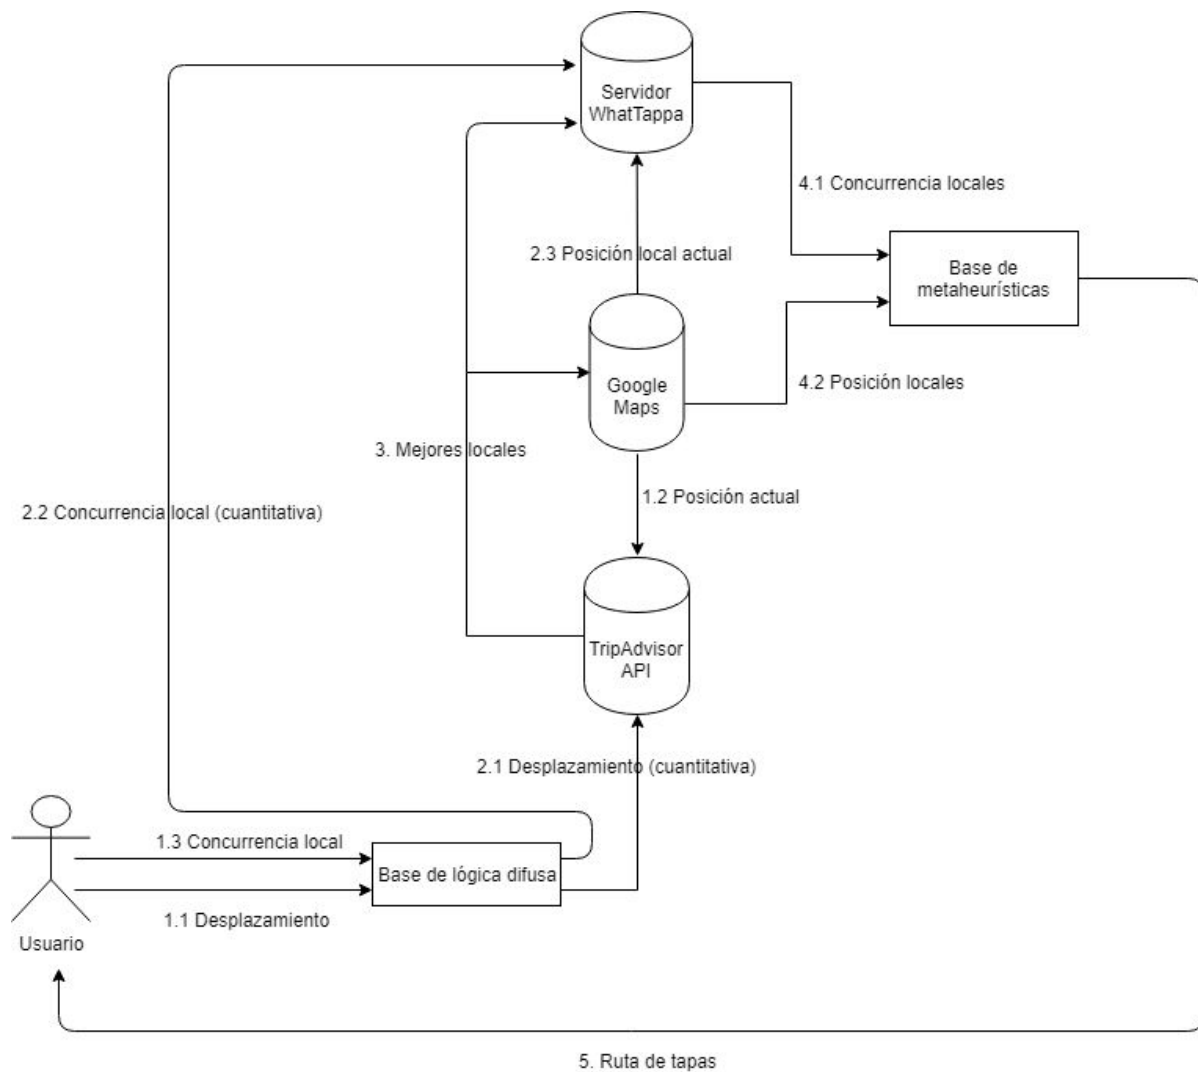 Servidor
WhatTappa
4.1 Concurrencia locales
2.3 Posición local actual
Base de
metaheurísticas
Google
Maps
4.2 Posición locales
3. Mejores locales
1.2 Posición actual
2.2 Concurrencia local (cuantitativa)
TripAdvisor
API
2.1 Desplazamiento (cuantitativa)
1.3 Concurrencia local
Base de lógica difusa
1.1 Desplazamiento
Usuario
5. Ruta de tapas